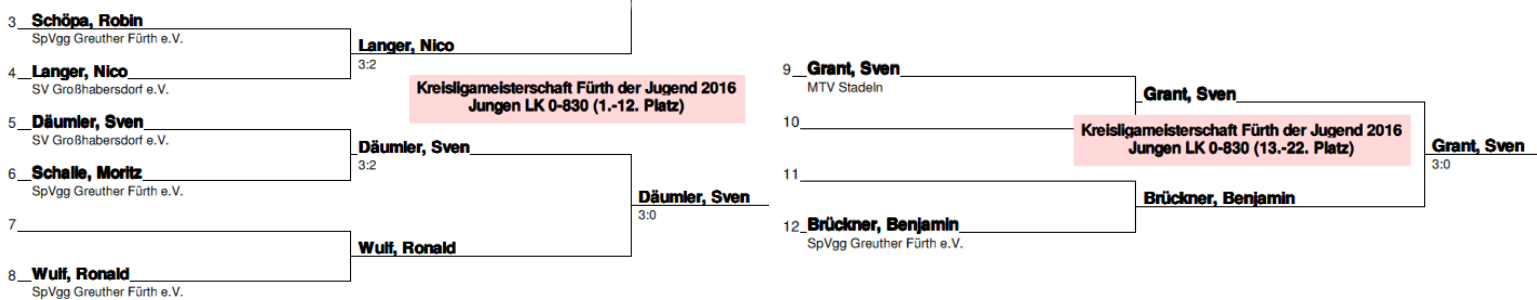 3 Schöpa, Robin
SpVgg Greuther Fürth e.V.
Langer, Nico
3:2
4 Langer, Nico
SV Großhabersdorf e.V.
Kreisligameisterschaft Fürth der Jugend 2016
Jungen LK 0-830 (1.-12. Platz)
5 Däumler, Sven
SV Großhabersdorf e.V.
Däumler, Sven
3:2
6 Schalle, Moritz
SpVgg Greuther Fürth e.V.
Däumler, Sven
3:0
7
Wulf, Ronald
8 Wulf, Ronald
SpVgg Greuther Fürth e.V.
9 Grant, Sven
MTV Stadeln
Grant, Sven
10
Kreisligameisterschaft Fürth der Jugend 2016
Jungen LK 0-830 (13.-22. Platz)
Grant, Sven
3:0
11
Brückner, Benjamin
12 Brückner, Benjamin
SpVgg Greuther Fürth e.V.